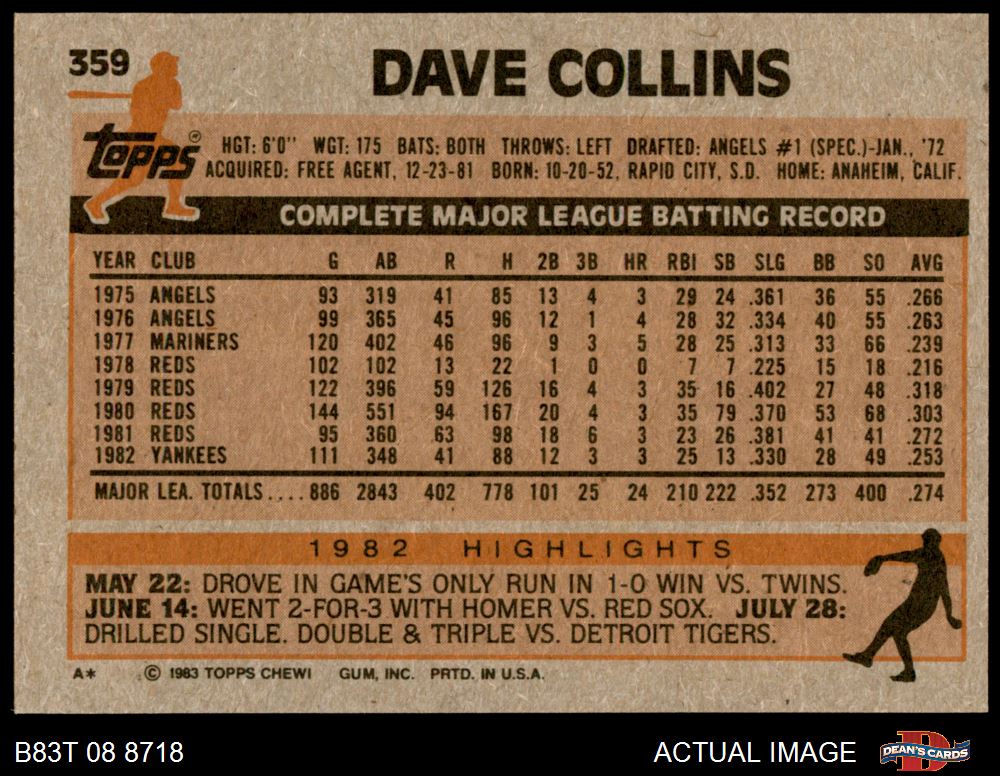 359
DAVE COLLINS
topps ®
HGT: 6'0" WGT: 175 BATS: BOTH THROWS: LEFT DRAFTED: ANGELS #1 (SPEC.)-JAN., '72
ACQUIRED: FREE AGENT, 12-23-81 BORN: 10-20-52, RAPID CITY, S.D. HOME: ANAHEIM, CALIF.
COMPLETE MAJOR LEAGUE BATTING RECORD
YEAR CLUB G AB R H 2B 3B HR RBI SB SLG BB SO AVG
1975 ANGELS 93 319 41 85 13 4 3 29 24 .361 36 55 .266
1976 ANGELS 99 365 45 96 12 1 4 28 32 .334 40 55 .263
1977 MARINERS 120 402 46 96 9 3 5 28 25 .313 33 66 .239
1978 REDS 102 102 13 22 1 0 0 7 7 .225 15 18 .216
1979 REDS 122 396 59 126 16 4 3 35 16 .402 27 48 .318
1980 REDS 144 551 94 167 20 4 3 35 79 .370 53 68 .303
1981 REDS 95 360 63 98 18 6 3 23 26 .381 41 41 .272
1982 YANKEES 111 348 41 88 12 3 3 25 13 .330 28 49 .253
MAJOR LEA. TOTALS.... 886 2843 402 778 101 25 24 210 222 .352 273 400 .274
1982 HIGHLIGHTS
MAY 22: DROVE IN GAME'S ONLY RUN IN 1-0 WIN VS. TWINS.
JUNE 14: WENT 2-FOR-3 WITH HOMER VS. RED SOX. JULY 28:
DRILLED SINGLE. DOUBLE & TRIPLE VS. DETROIT TIGERS.
A* © 1983 TOPPS CHEWI GUM, INC. PRTD. IN U.S.A.
B83T 08 8718 ACTUAL IMAGE D DEAN'S CARDS